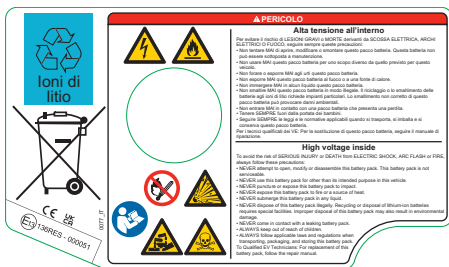 Ioni di
litio
CE
UK
CA
E13 136RES - 000051
0077_IT
PERICOLO
Alta tensione all'interno
Per evitare il rischio di LESIONI GRAVI o MORTE derivanti da SCOSSA ELETTRICA, ARCHI
ELETTRICI O FUOCO, seguire sempre queste precauzioni:
• Non tentare MAI di aprire, modificare o smontare questo pacco batteria. Questa batteria non
può essere sottoposta a manutenzione.
• Non usare MAI questo pacco batteria per uno scopo diverso da quello previsto per questo
veicolo.
• Non forare o esporre MAI agli urti questo pacco batteria.
• Non esporre MAI questo pacco batteria al fuoco o a una fonte di calore.
• Non immergere MAI in alcun liquido questo pacco batteria.
• Non smaltire MAI questo pacco batteria in modo illegale. Il riciclaggio o lo smaltimento delle
batterie agli ioni di litio richiede impianti particolari. Lo smaltimento non corretto di questo
pacco batteria può provocare danni ambientali.
• Non entrare MAI in contatto con una pacco batteria che presenta una perdita.
• Tenere SEMPRE fuori dalla portata dei bambini.
• Seguire SEMPRE le leggi e le normative applicabili quando si trasporta, si imballa e si
conserva questo pacco batteria.
Per i tecnici qualificati dei VE: Per la sostituzione di questo pacco batteria, seguire il manuale di
riparazione.
High voltage inside
To avoid the risk of SERIOUS INJURY or DEATH from ELECTRIC SHOCK, ARC FLASH or FIRE,
always follow these precautions:
• NEVER attempt to open, modify or disassemble this battery pack. This battery pack is not
serviceable.
• NEVER use this battery pack for other than its intended purpose in this vehicle.
• NEVER puncture or expose this battery pack to impact.
• NEVER expose this battery pack to fire or a source of heat.
• NEVER submerge this battery pack in any liquid.
• NEVER dispose of this battery pack illegally. Recycling or disposal of lithium-ion batteries
requires special facilities. Improper disposal of this battery pack may also result in environmental
damage.
• NEVER come in contact with a leaking battery pack.
• ALWAYS keep out of reach of children.
• ALWAYS follow applicable laws and regulations when
transporting, packaging, and storing this battery pack.
To Qualified EV Technicians: For replacement of this
battery pack, follow the repair manual.